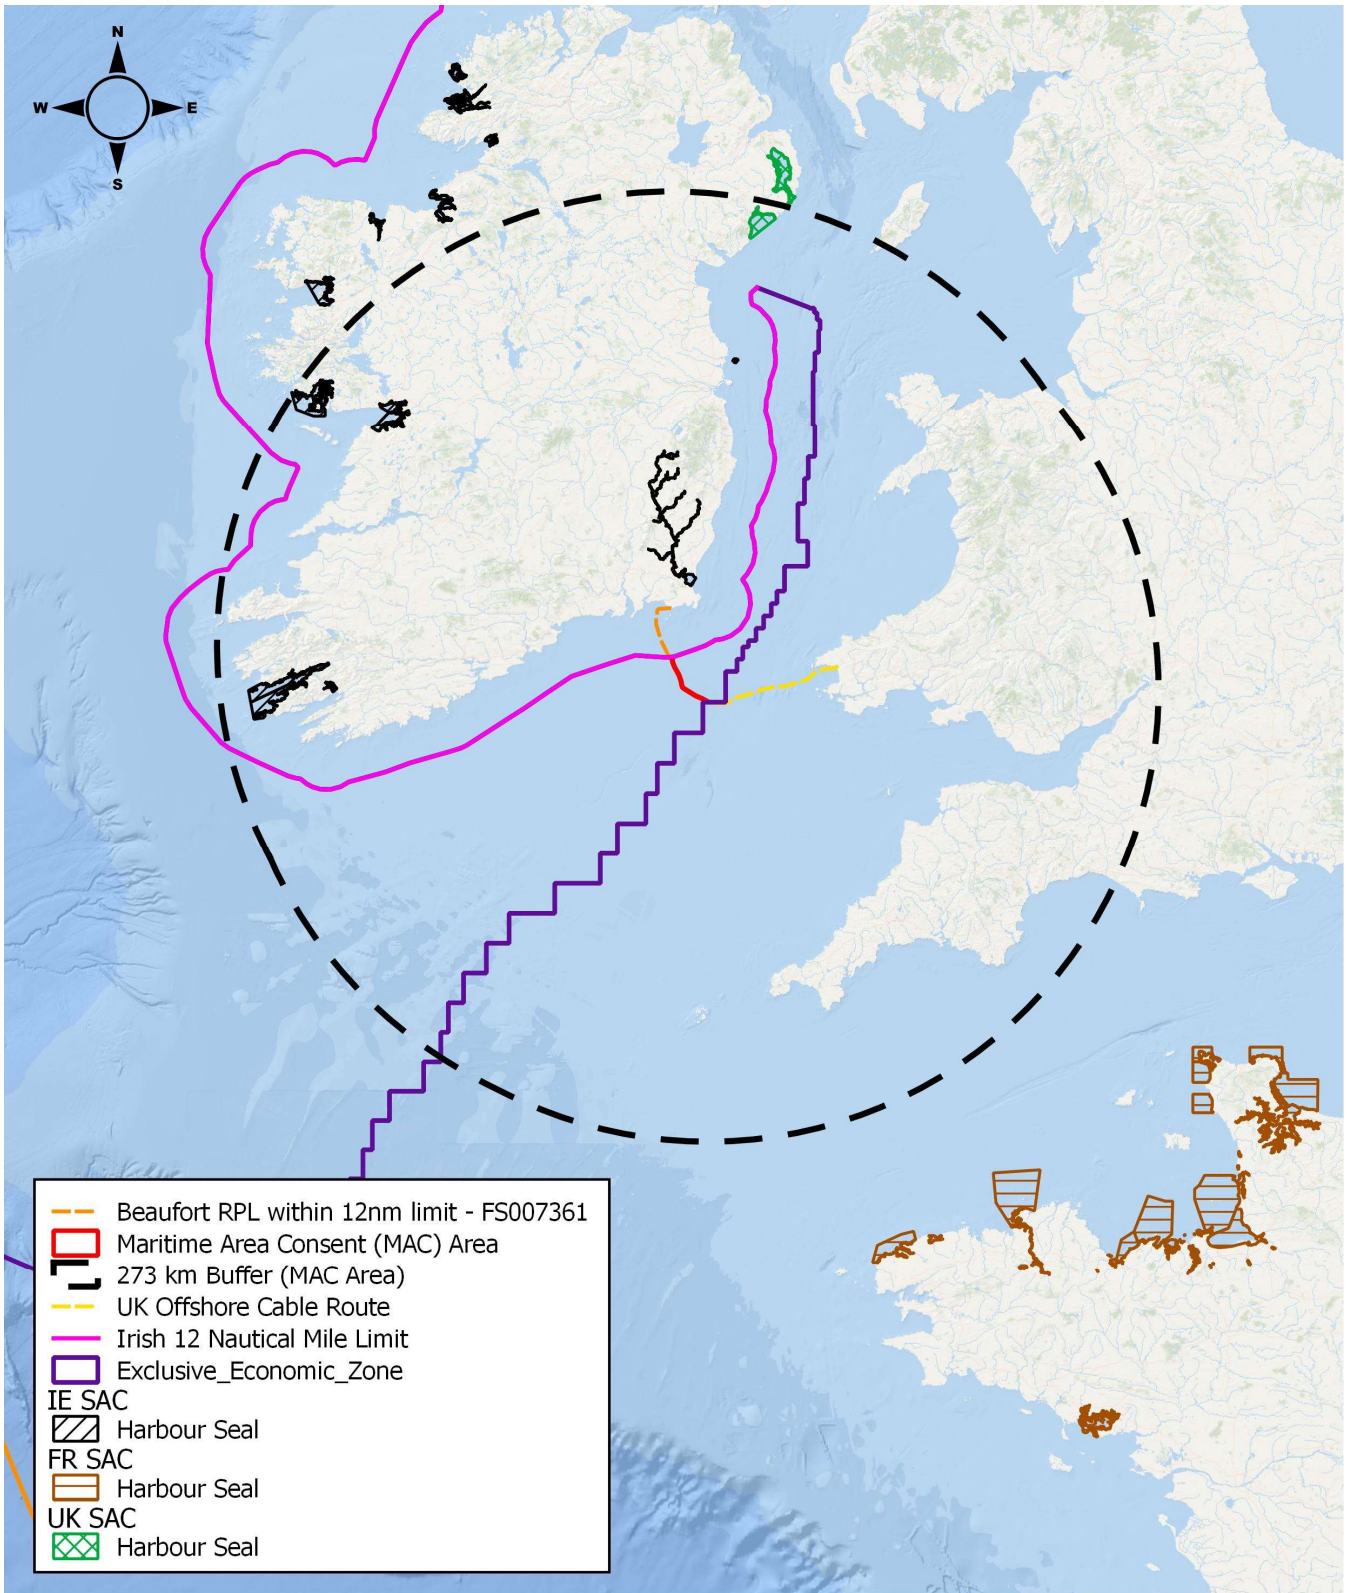 N
W E
S
Beaufort RPL within 12nm limit - FS007361
Maritime Area Consent (MAC) Area
273 km Buffer (MAC Area)
UK Offshore Cable Route
Irish 12 Nautical Mile Limit
Exclusive_Economic_Zone
IE SAC
Harbour Seal
FR SAC
Harbour Seal
UK SAC
Harbour Seal